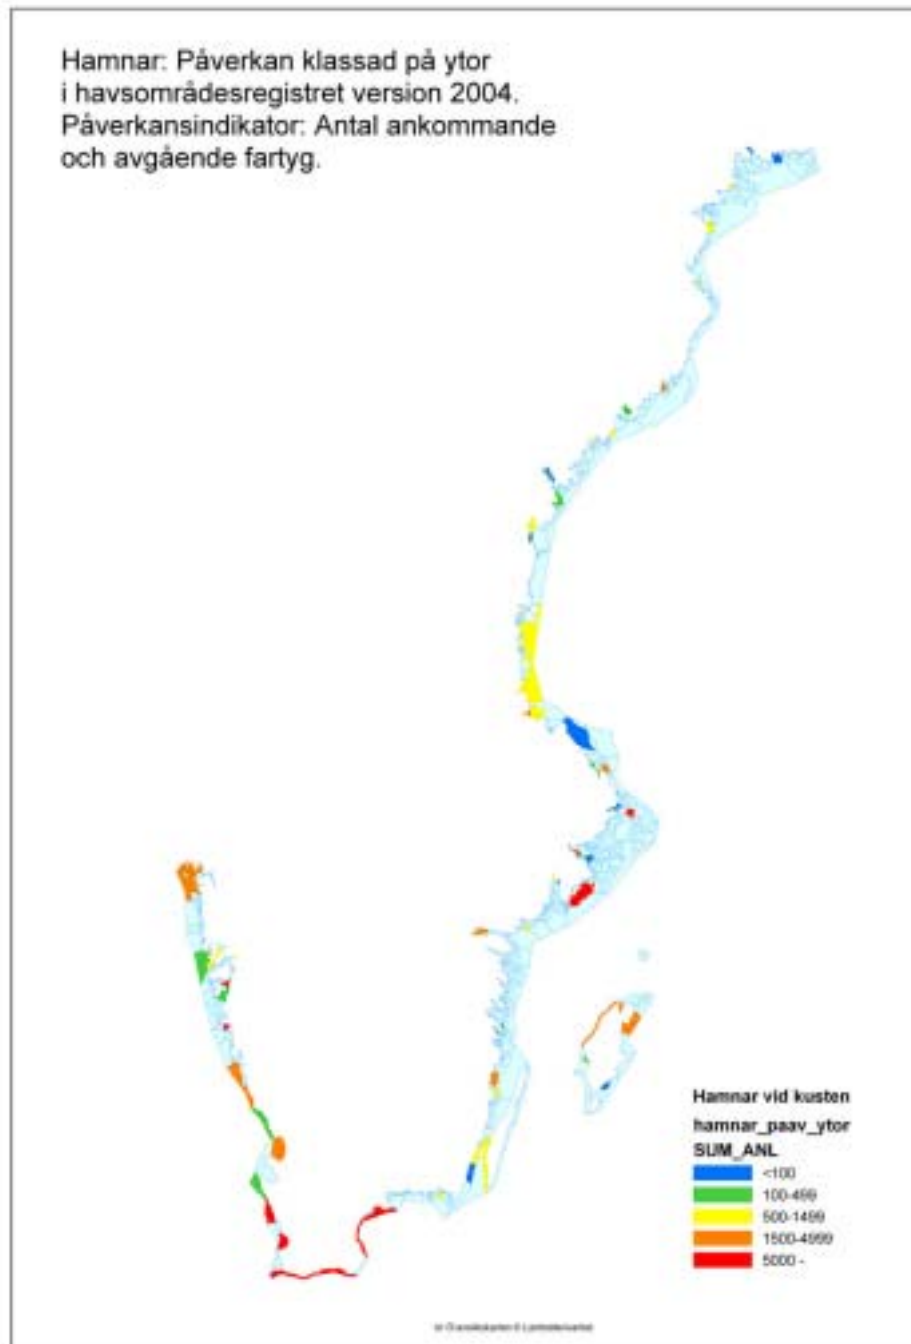 Hamnar: Påverkan klassad på ytor
i havsområdesregistret version 2004.
Påverkansindikator: Antal ankommande
och avgående fartyg.
Hamnar vid kusten
hamnar_paav_ytor
SUM_ANL
<100
100-499
500-1499
1500-4999
5000 -